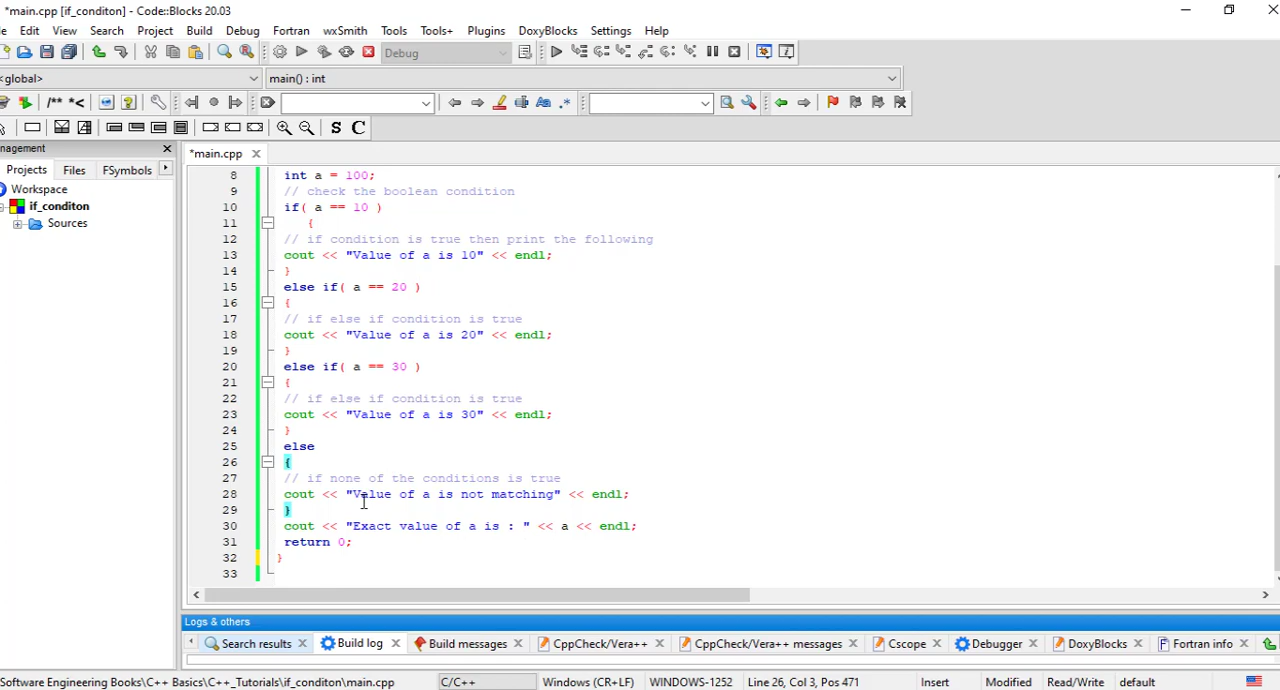 *main.cpp [if_conditon] - Code::Blocks 20.03
Edit View Search Project Build Debug Fortran wxSmith Tools Tools+ Plugins DoxyBlocks Settings Help
Debug
<global> main() : int
/** *<
Aa .*
S C
nagement
*main.cpp
Projects Files FSymbols
Workspace
if_conditon
Sources
8 int a = 100;
9 // check the boolean condition
10 if( a == 10 )
11 {
12 // if condition is true then print the following
13 cout << "Value of a is 10" << endl;
14 }
15 else if( a == 20 )
16 {
17 // if else if condition is true
18 cout << "Value of a is 20" << endl;
19 }
20 else if( a == 30 )
21 {
22 // if else if condition is true
23 cout << "Value of a is 30" << endl;
24 }
25 else
26 {
27 // if none of the conditions is true
28 cout << "Value of a is not matching" << endl;
29 }
30 cout << "Exact value of a is : " << a << endl;
31 return 0;
32 }
33
Logs & others
Search results Build log Build messages CppCheck/Vera++ CppCheck/Vera++ messages Cscope Debugger DoxyBlocks Fortran info
Software Engineering Books\C++ Basics\C++_Tutorials\if_conditon\main.cpp C/C++ Windows (CR+LF) WINDOWS-1252 Line 26, Col 3, Pos 471 Insert Modified Read/Write default